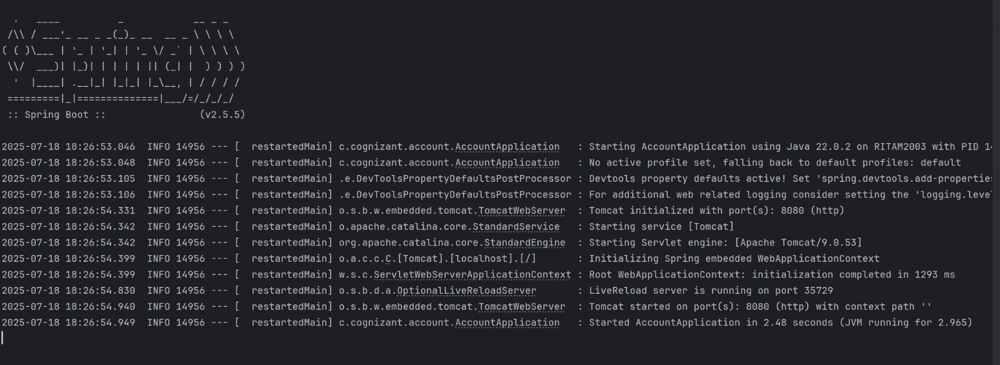 .   ____          _            __ _ _
 /\\ / ___'_ __ _ _(_)_ __  __ _ \ \ \ \
( ( )\___ | '_ | '_| | '_ \/ _` | \ \ \ \
 \\/  ___)| |_)| | | | | || (_| |  ) ) ) )
  '  |____| .__|_| |_|_| |_\__, | / / / /
 =========|_|==============|___/=/_/_/_/
 :: Spring Boot ::                (v2.5.5)
2025-07-18 18:26:53.046  INFO 14956 --- [  restartedMain] c.cognizant.account.AccountApplication   : Starting AccountApplication using Java 22.0.2 on RITAM2003 with PID
2025-07-18 18:26:53.048  INFO 14956 --- [  restartedMain] c.cognizant.account.AccountApplication   : No active profile set, falling back to default profiles: default
2025-07-18 18:26:53.105  INFO 14956 --- [  restartedMain] .e.DevToolsPropertyDefaultsPostProcessor : Devtools property defaults active! Set 'spring.devtools.add-properties
2025-07-18 18:26:53.106  INFO 14956 --- [  restartedMain] .e.DevToolsPropertyDefaultsPostProcessor : For additional web related logging consider setting the 'logging.level
2025-07-18 18:26:54.331  INFO 14956 --- [  restartedMain] o.s.b.w.embedded.tomcat.TomcatWebServer  : Tomcat initialized with port(s): 8080 (http)
2025-07-18 18:26:54.342  INFO 14956 --- [  restartedMain] o.apache.catalina.core.StandardService   : Starting service [Tomcat]
2025-07-18 18:26:54.342  INFO 14956 --- [  restartedMain] org.apache.catalina.core.StandardEngine  : Starting Servlet engine: [Apache Tomcat/9.0.53]
2025-07-18 18:26:54.399  INFO 14956 --- [  restartedMain] o.a.c.c.C.[Tomcat].[localhost].[/]       : Initializing Spring embedded WebApplicationContext
2025-07-18 18:26:54.399  INFO 14956 --- [  restartedMain] w.s.c.ServletWebServerApplicationContext : Root WebApplicationContext: initialization completed in 1293 ms
2025-07-18 18:26:54.830  INFO 14956 --- [  restartedMain] o.s.b.d.a.OptionalLiveReloadServer       : LiveReload server is running on port 35729
2025-07-18 18:26:54.940  INFO 14956 --- [  restartedMain] o.s.b.w.embedded.tomcat.TomcatWebServer  : Tomcat started on port(s): 8080 (http) with context path ''
2025-07-18 18:26:54.949  INFO 14956 --- [  restartedMain] c.cognizant.account.AccountApplication   : Started AccountApplication in 2.48 seconds (JVM running for 2.965)